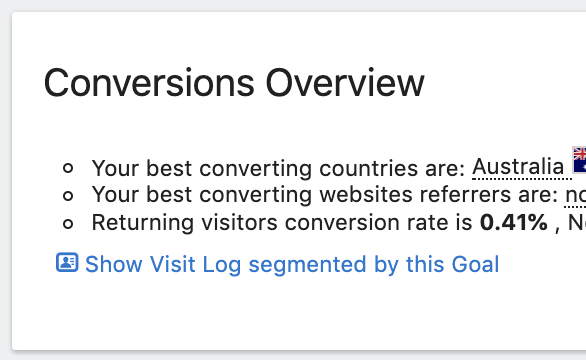 Conversions Overview
Your best converting countries are: Australia
Your best converting websites referrers are:
Returning visitors conversion rate is 0.41% ,
Show Visit Log segmented by this Goal